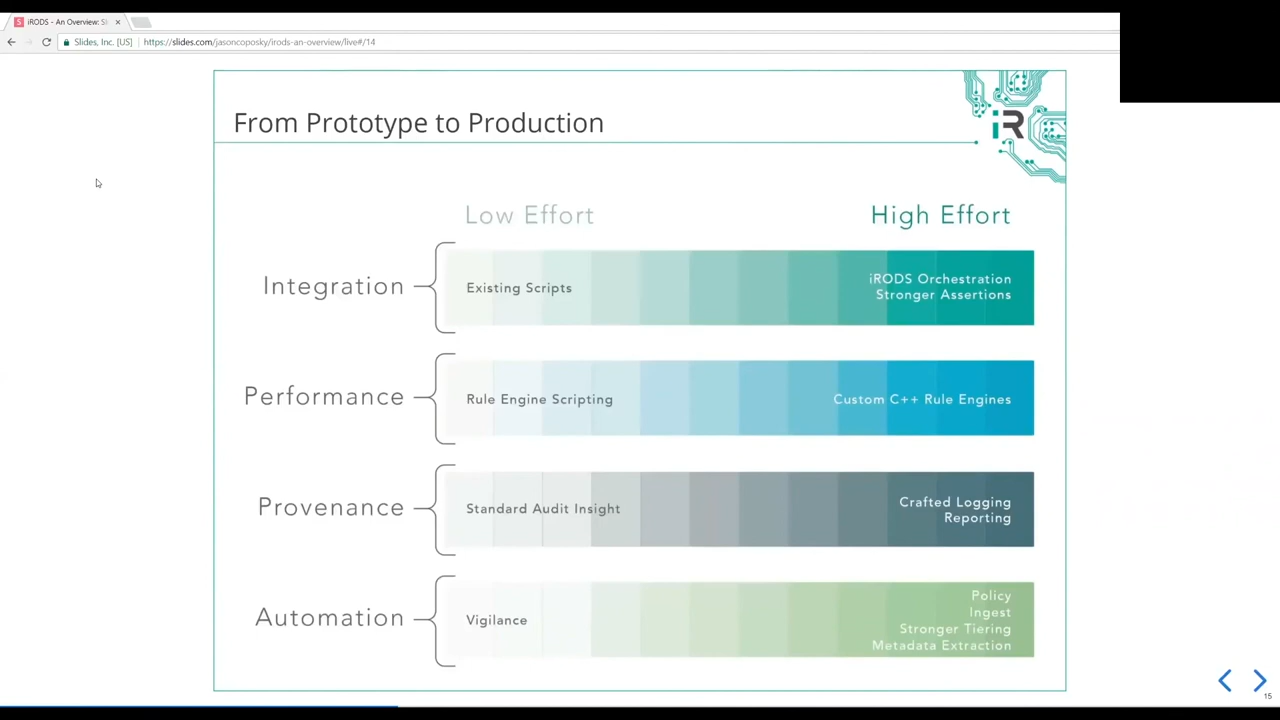 iRODS - An Overview: Sl
Slides, Inc. [US]
https://slides.com/jasoncoposky/irods-an-overview/live#/14
From Prototype to Production
iR
Low Effort
High Effort
Integration
Existing Scripts
iRODS Orchestration
Stronger Assertions
Performance
Rule Engine Scripting
Custom C++ Rule Engines
Provenance
Standard Audit Insight
Crafted Logging
Reporting
Automation
Vigilance
Policy
Ingest
Stronger Tiering
Metadata Extraction
15